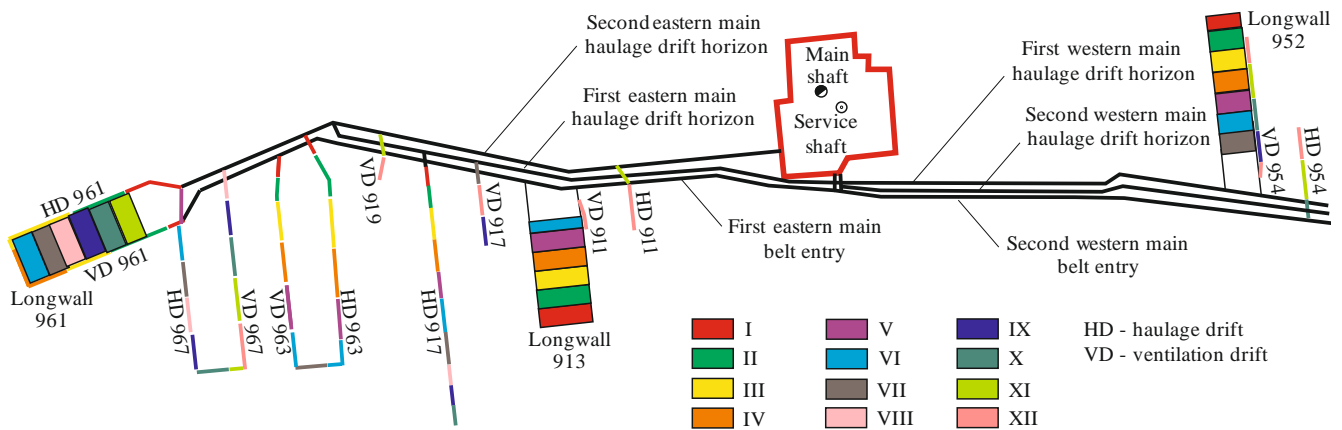 Second eastern main
haulage drift horizon
First eastern main
haulage drift horizon
Main
shaft
Service
shaft
First western main
haulage drift horizon
Second western main
haulage drift horizon
Longwall
952
VD 954
HD 954
HD 961
VD 961
Longwall
961
HD 967
VD 967
VD 963
HD 963
VD 919
HD 917
VD 917
VD 911
HD 911
Longwall
913
First eastern main
belt entry
Second western main
belt entry
I
II
III
IV
V
VI
VII
VIII
IX
X
XI
XII
HD - haulage drift
VD - ventilation drift